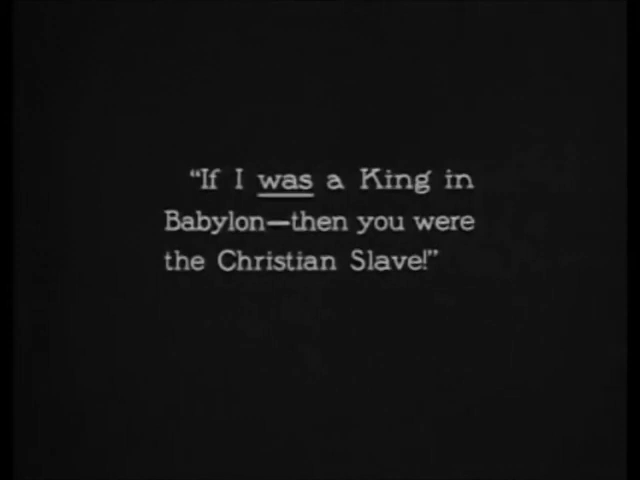 “If I was a King in
Babylon—then you were
the Christian Slave!”